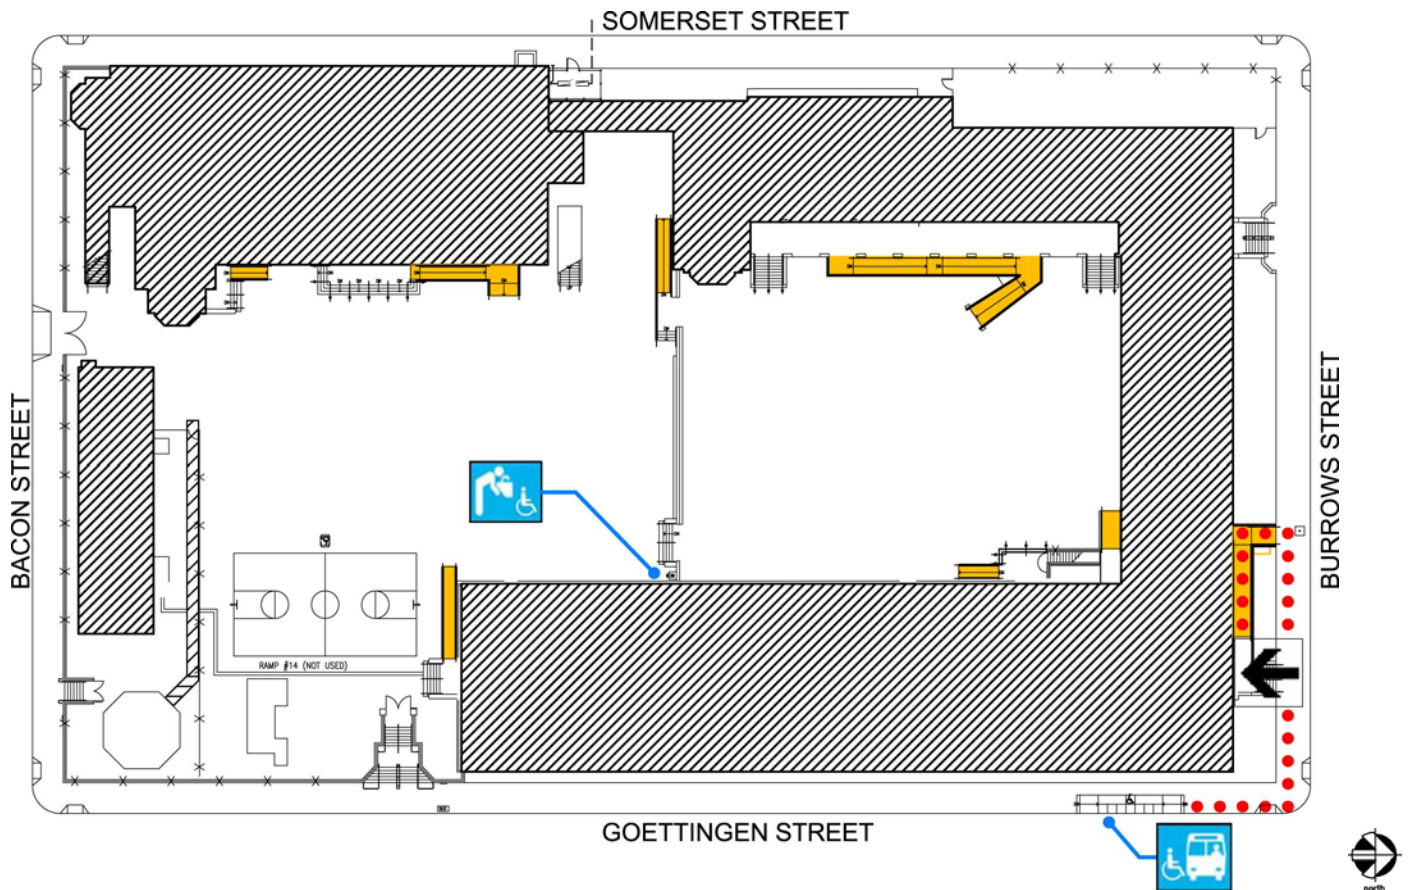 SOMERSET STREET
BACON STREET
BURROWS STREET
RAMP #14 (NOT USED)
GOETTINGEN STREET
north